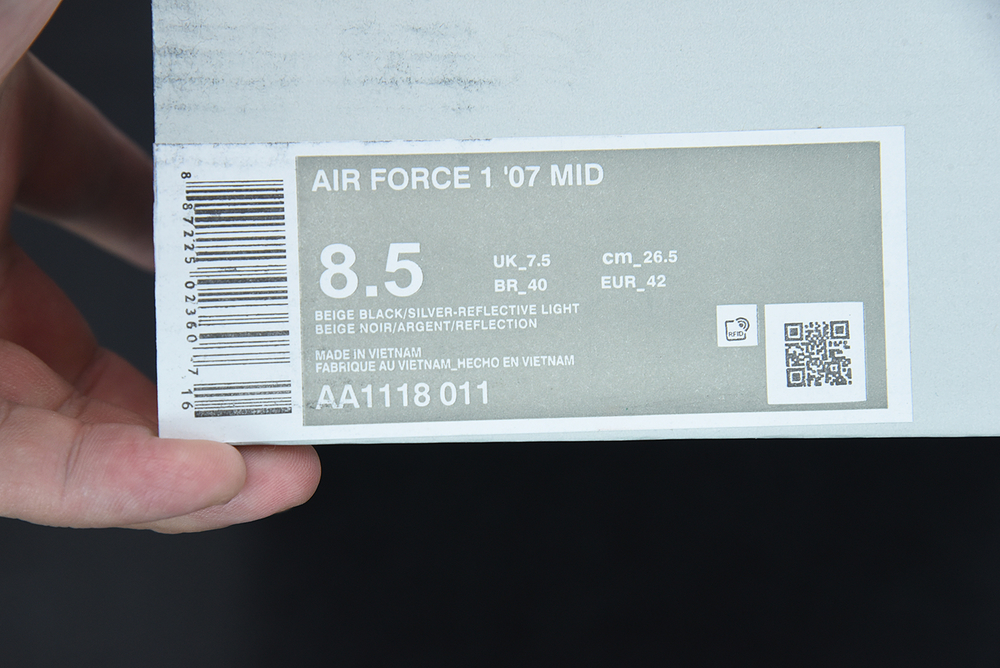 AIR FORCE 1 '07 MID
8.5
UK_7.5
cm_26.5
BR_40
EUR_42
BEIGE BLACK/SILVER-REFLECTIVE LIGHT
BEIGE NOIR/ARGENT/REFLECTION
MADE IN VIETNAM
FABRIQUE AU VIETNAM_HECHO EN VIETNAM
AA1118 011
RFID
8 87225 02360 7 16